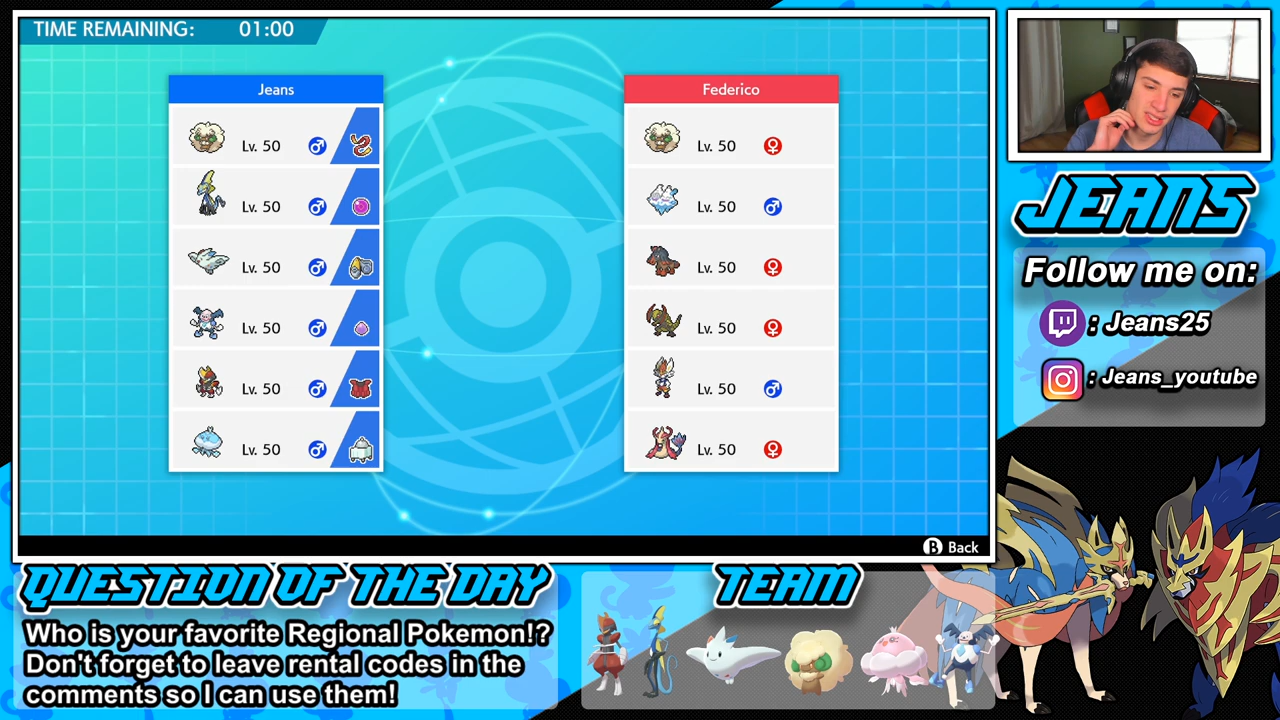 TIME REMAINING: 01:00
Jeans
Lv. 50
Lv. 50
Lv. 50
Lv. 50
Lv. 50
Lv. 50
Federico
Lv. 50
Lv. 50
Lv. 50
Lv. 50
Lv. 50
Lv. 50
B Back
JEANS
Follow me on:
: Jeans25
: Jeans_youtube
QUESTION OF THE DAY
Who is your favorite Regional Pokemon!?
Don't forget to leave rental codes in the
comments so I can use them!
TEAM